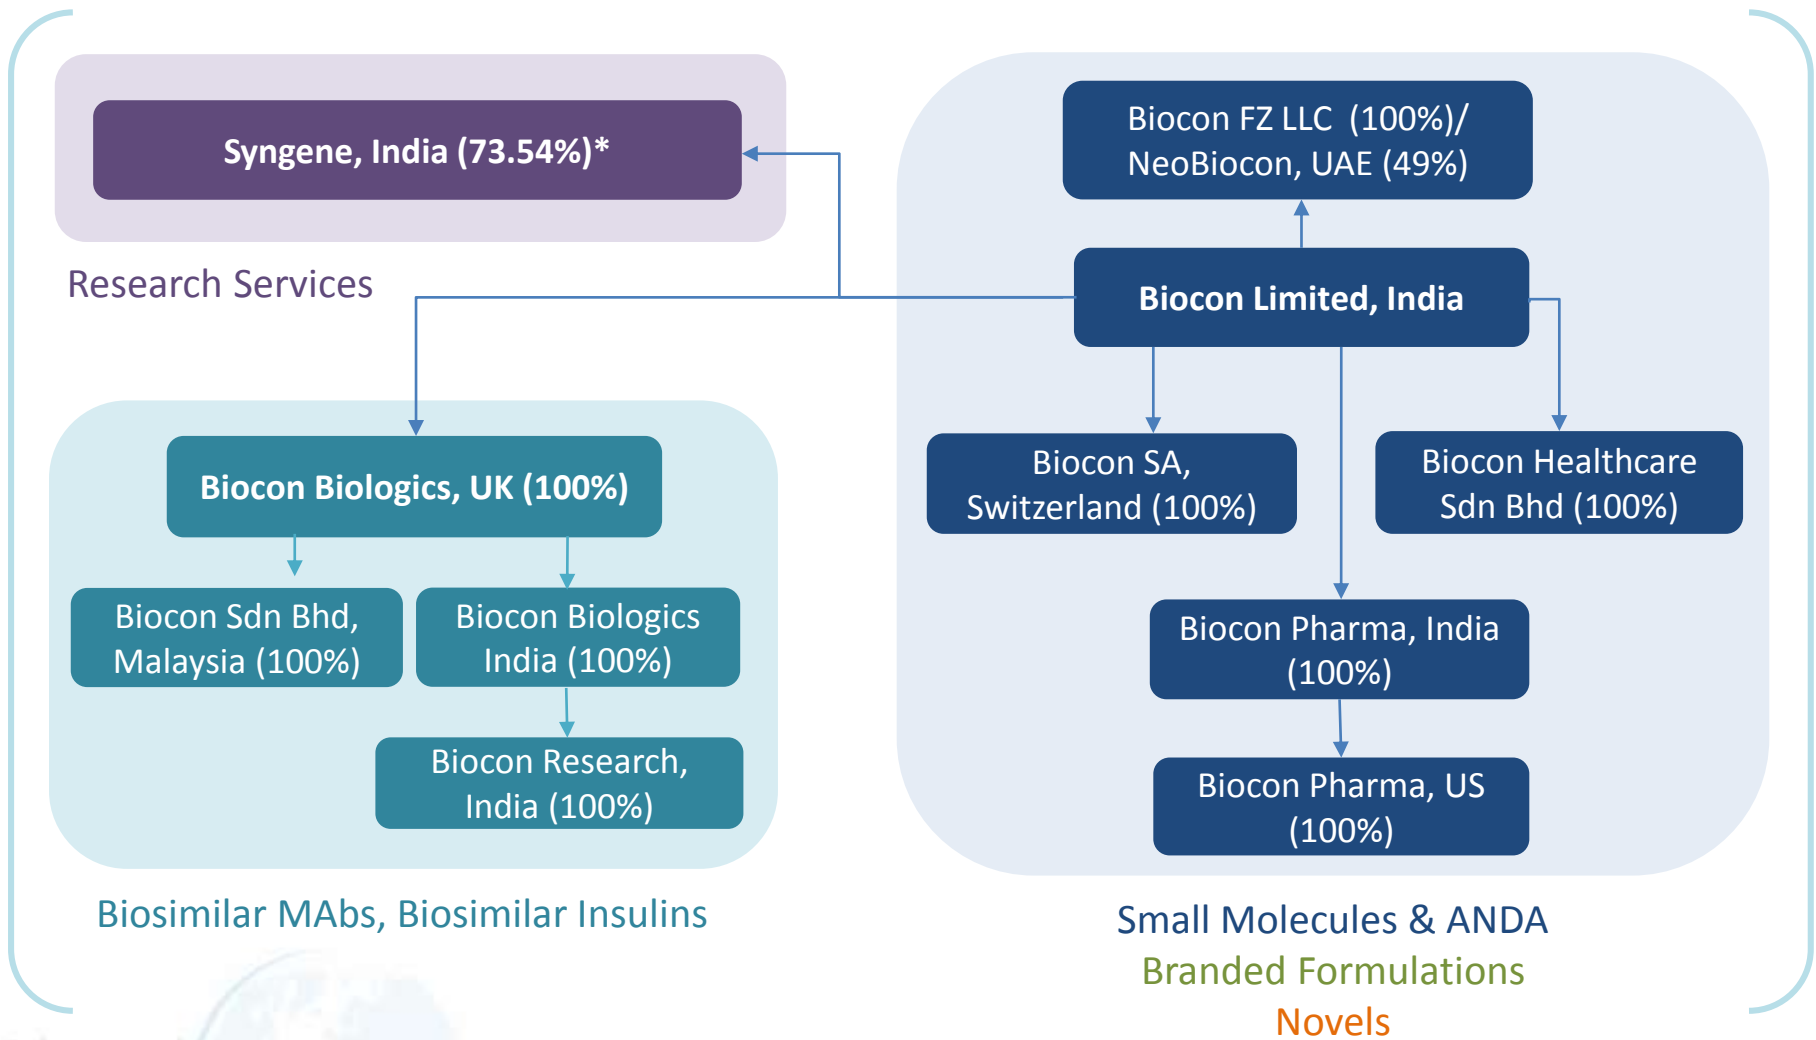 Syngene, India (73.54%)*
Research Services
Biocon FZ LLC (100%)/
NeoBiocon, UAE (49%)
Biocon Limited, India
Biocon SA,
Switzerland (100%)
Biocon Healthcare
Sdn Bhd (100%)
Biocon Pharma, India
(100%)
Biocon Pharma, US
(100%)
Biocon Biologics, UK (100%)
Biocon Sdn Bhd,
Malaysia (100%)
Biocon Biologics
India (100%)
Biocon Research,
India (100%)
Biosimilar MAbs, Biosimilar Insulins
Small Molecules & ANDA
Branded Formulations
Novels